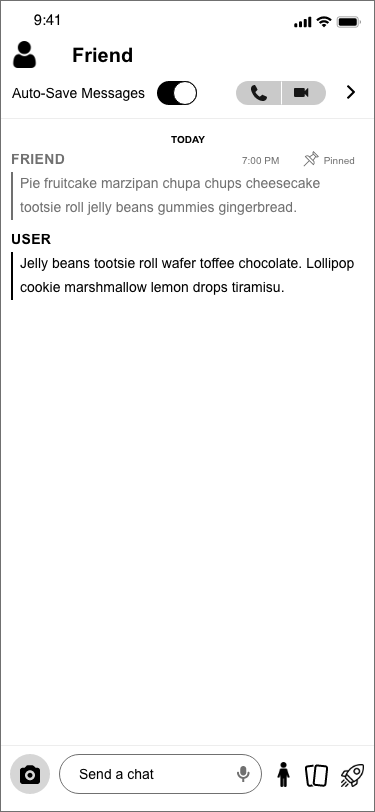 9:41
Friend
Auto-Save Messages
TODAY
FRIEND 7:00 PM Pinned
Pie fruitcake marzipan chupa chups cheesecake
tootsie roll jelly beans gummies gingerbread.
USER
Jelly beans tootsie roll wafer toffee chocolate. Lollipop
cookie marshmallow lemon drops tiramisu.
Send a chat